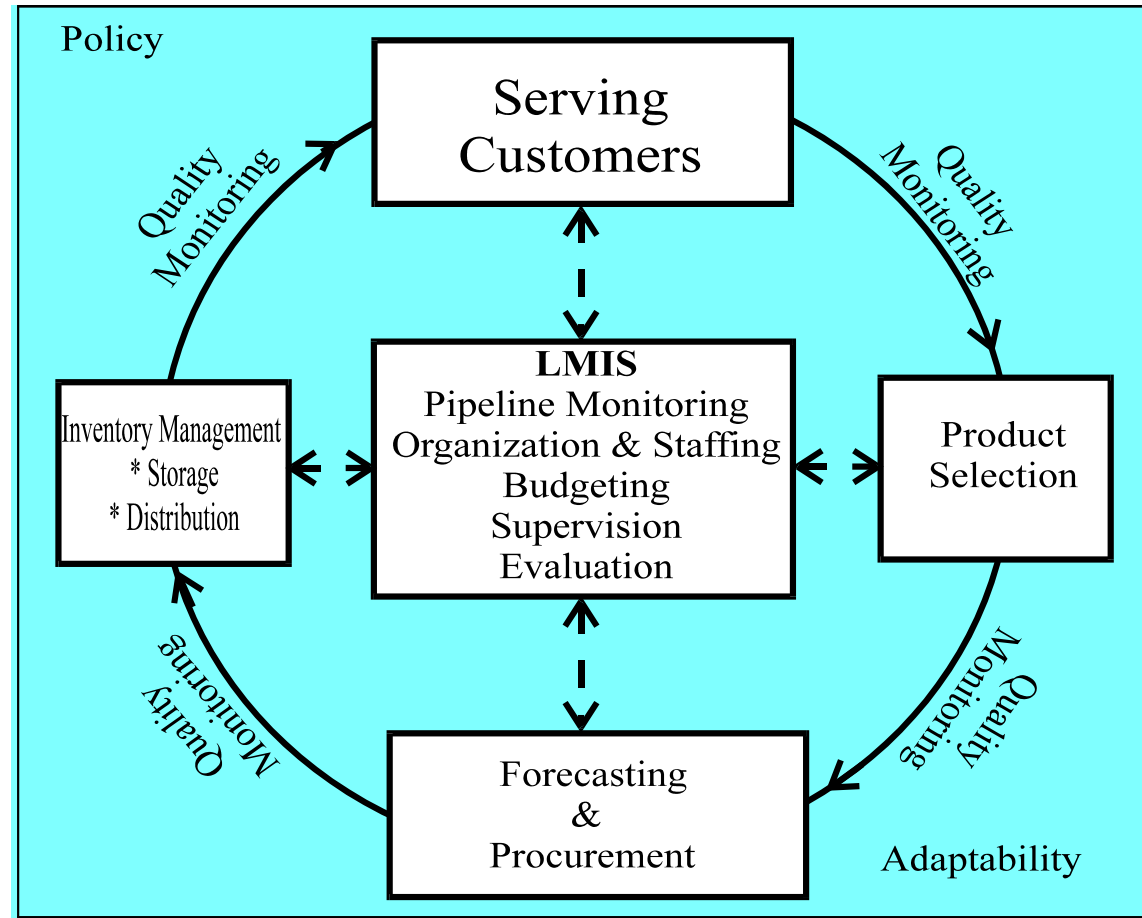 Policy
Serving
Customers
Quality
Monitoring
Quality
Monitoring
LMIS
Pipeline Monitoring
Organization & Staffing
Budgeting
Supervision
Evaluation
Inventory Management
* Storage
* Distribution
Product
Selection
Quality
Monitoring
Quality
Monitoring
Forecasting
&
Procurement
Adaptability